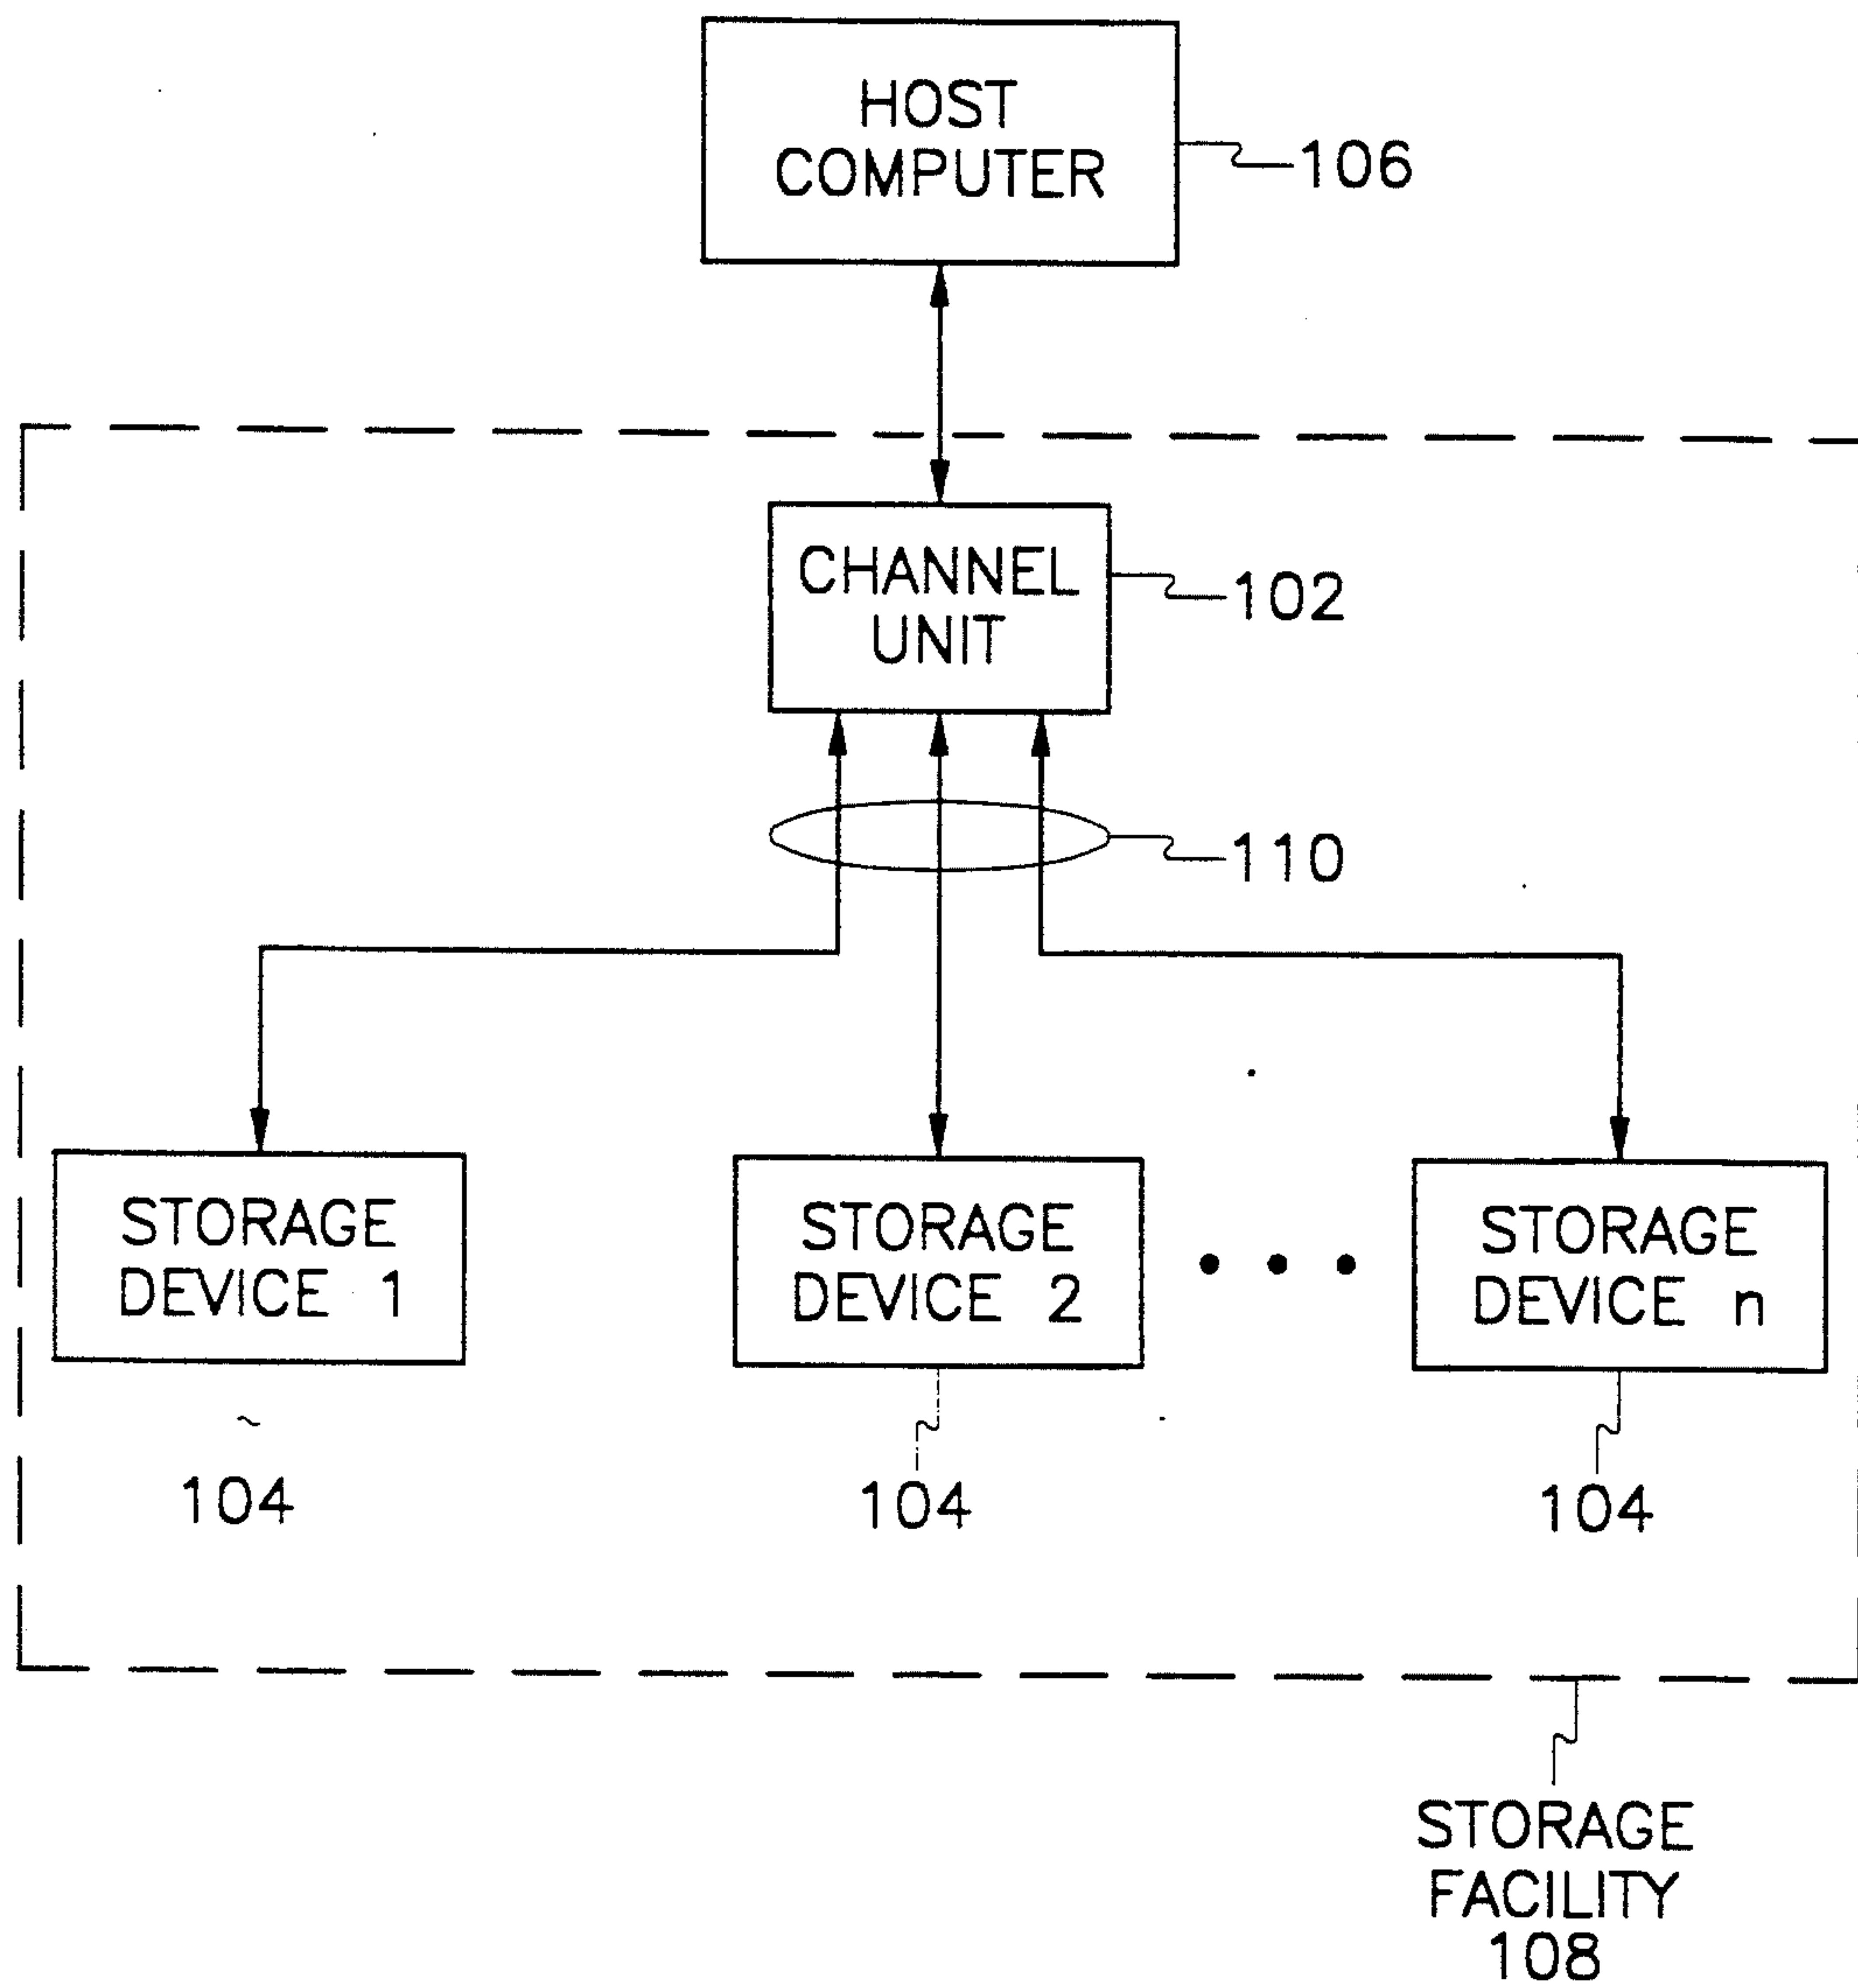 HOST
COMPUTER
106
CHANNEL
UNIT
102
110
STORAGE
DEVICE 1
STORAGE
DEVICE 2
STORAGE
DEVICE n
104
104
104
STORAGE
FACILITY
108